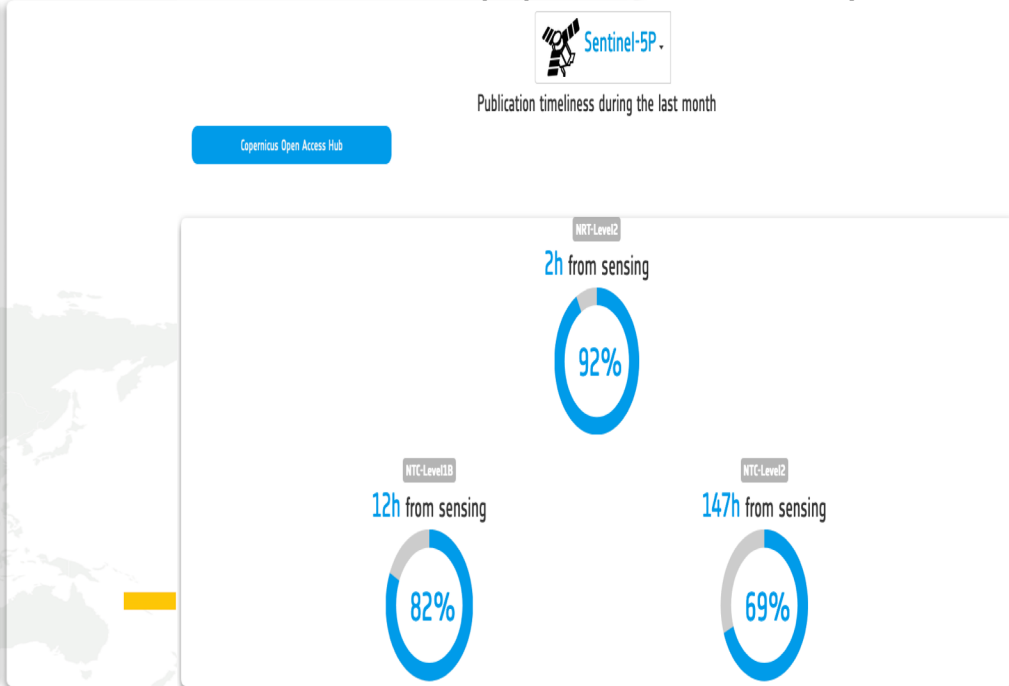 Sentinel-5P
Publication timeliness during the last month
Copernicus Open Access Hub
NRT-Level2
2h from sensing
92%
NTC-Level1B
12h from sensing
82%
NTC-Level2
147h from sensing
69%